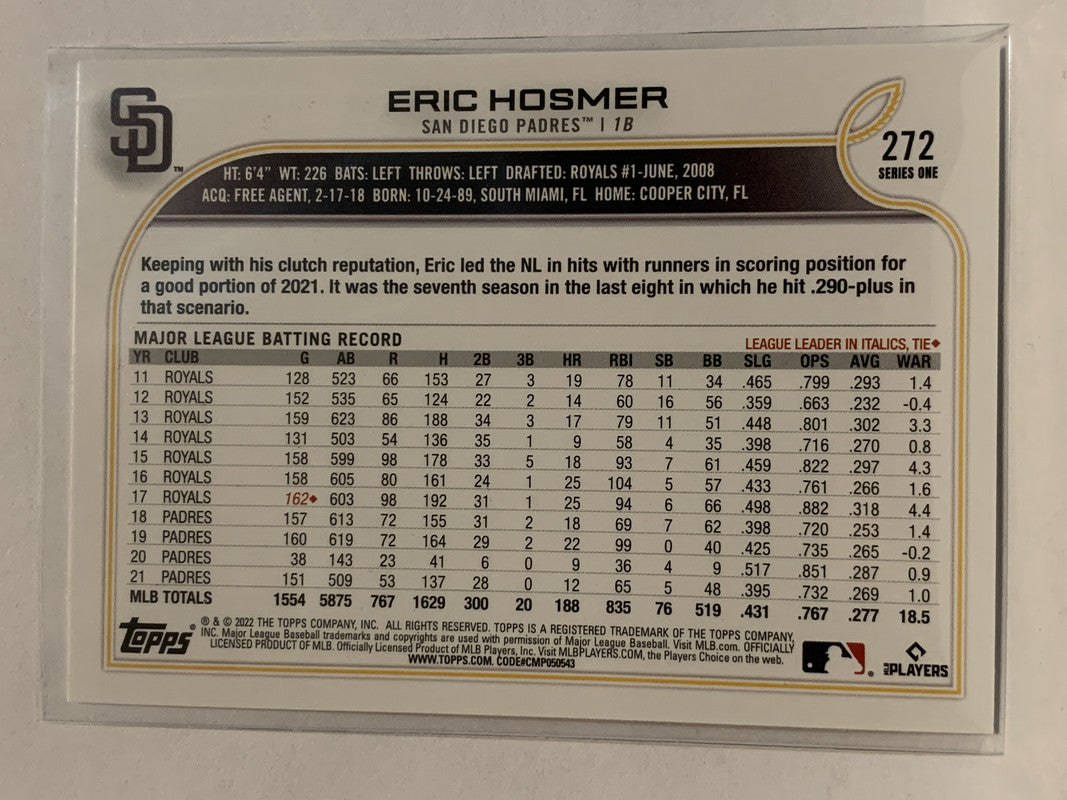 SD™
ERIC HOSMER
SAN DIEGO PADRES™ | 1B
272
SERIES ONE
HT: 6'4" WT: 226 BATS: LEFT THROWS: LEFT DRAFTED: ROYALS #1-JUNE, 2008
ACQ: FREE AGENT, 2-17-18 BORN: 10-24-89, SOUTH MIAMI, FL HOME: COOPER CITY, FL
Keeping with his clutch reputation, Eric led the NL in hits with runners in scoring position for
a good portion of 2021. It was the seventh season in the last eight in which he hit .290-plus in
that scenario.
MAJOR LEAGUE BATTING RECORD LEAGUE LEADER IN ITALICS, TIE◆
YR CLUB G AB R H 2B 3B HR RBI SB BB SLG OPS AVG WAR
11 ROYALS 128 523 66 153 27 3 19 78 11 34 .465 .799 .293 1.4
12 ROYALS 152 535 65 124 22 2 14 60 16 56 .359 .663 .232 -0.4
13 ROYALS 159 623 86 188 34 3 17 79 11 51 .448 .801 .302 3.3
14 ROYALS 131 503 54 136 35 1 9 58 4 35 .398 .716 .270 0.8
15 ROYALS 158 599 98 178 33 5 18 93 7 61 .459 .822 .297 4.3
16 ROYALS 158 605 80 161 24 1 25 104 5 57 .433 .761 .266 1.6
17 ROYALS 162◆ 603 98 192 31 1 25 94 6 66 .498 .882 .318 4.4
18 PADRES 157 613 72 155 31 2 18 69 7 62 .398 .720 .253 1.4
19 PADRES 160 619 72 164 29 2 22 99 0 40 .425 .735 .265 -0.2
20 PADRES 38 143 23 41 6 0 9 36 4 9 .517 .851 .287 0.9
21 PADRES 151 509 53 137 28 0 12 65 5 48 .395 .732 .269 1.0
MLB TOTALS 1554 5875 767 1629 300 20 188 835 76 519 .431 .767 .277 18.5
TOPPS®
® & © 2022 THE TOPPS COMPANY, INC. ALL RIGHTS RESERVED. TOPPS IS A REGISTERED TRADEMARK OF THE TOPPS COMPANY,
INC. Major League Baseball trademarks and copyrights are used with permission of Major League Baseball. Visit MLB.com. OFFICIALLY
LICENSED PRODUCT OF MLB. Officially Licensed Product of MLB Players, Inc. Visit MLBPLAYERS.COM, the Players Choice on the web.
WWW.TOPPS.COM. CODE#CMP050543
MLB PLAYERS